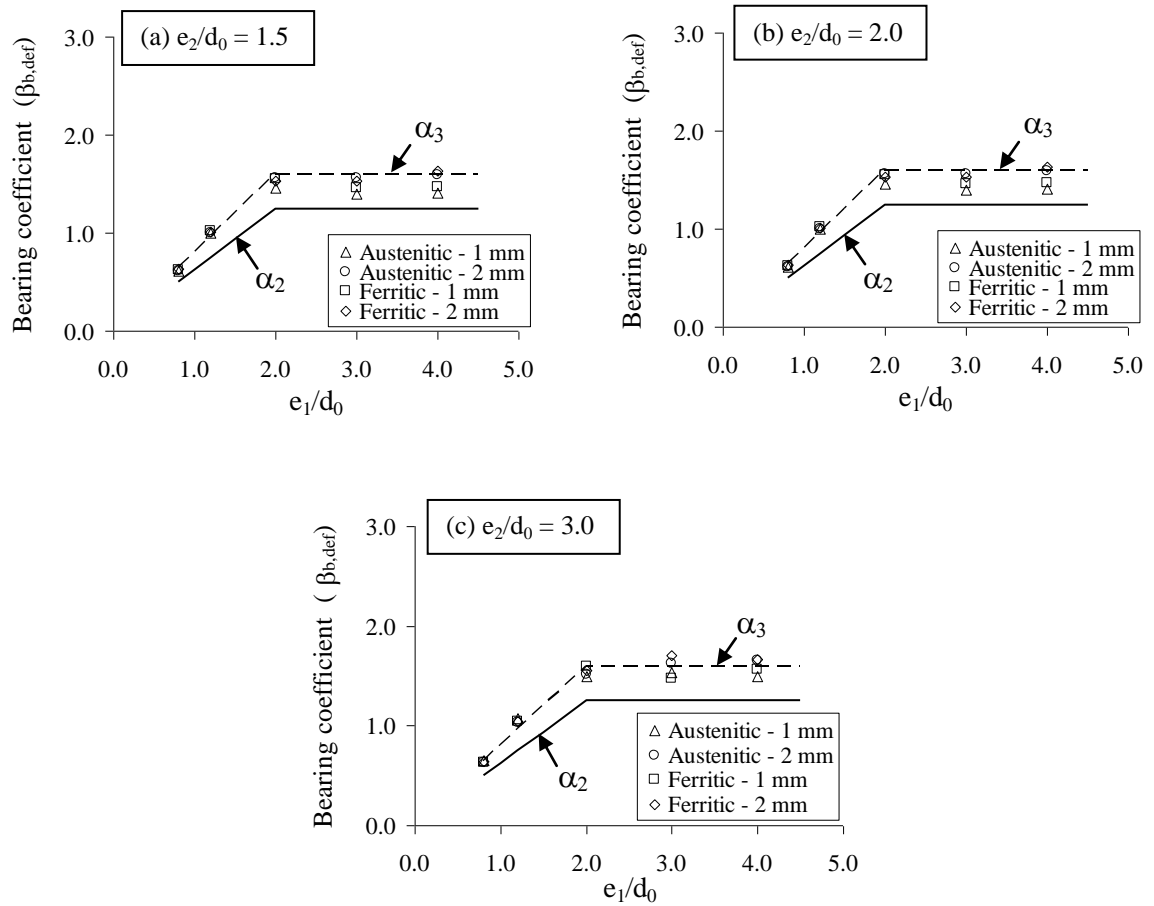 (a) e₂/d₀ = 1.5
Bearing coefficient (β_b,def)
3.0
2.0
1.0
0.0
α₃
α₂
Austenitic - 1 mm
Austenitic - 2 mm
Ferritic - 1 mm
Ferritic - 2 mm
0.0 1.0 2.0 3.0 4.0 5.0
e₁/d₀
(b) e₂/d₀ = 2.0
Bearing coefficient (β_b,def)
3.0
2.0
1.0
0.0
α₃
α₂
Austenitic - 1 mm
Austenitic - 2 mm
Ferritic - 1 mm
Ferritic - 2 mm
0.0 1.0 2.0 3.0 4.0 5.0
e₁/d₀
(c) e₂/d₀ = 3.0
Bearing coefficient ( β_b,def)
3.0
2.0
1.0
0.0
α₃
α₂
Austenitic - 1 mm
Austenitic - 2 mm
Ferritic - 1 mm
Ferritic - 2 mm
0.0 1.0 2.0 3.0 4.0 5.0
e₁/d₀